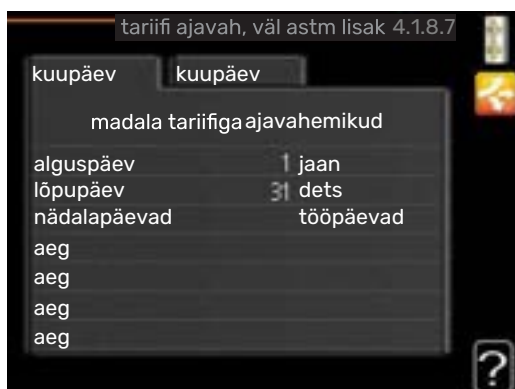 tariifi ajavah, väl astm lisak 4.1.8.7
kuupäev kuupäev
madala tariifiga ajavahemikud
alguspäev 1 jaan
lõpupäev 31 dets
nädalapäevad tööpäevad
aeg
aeg
aeg
aeg
?